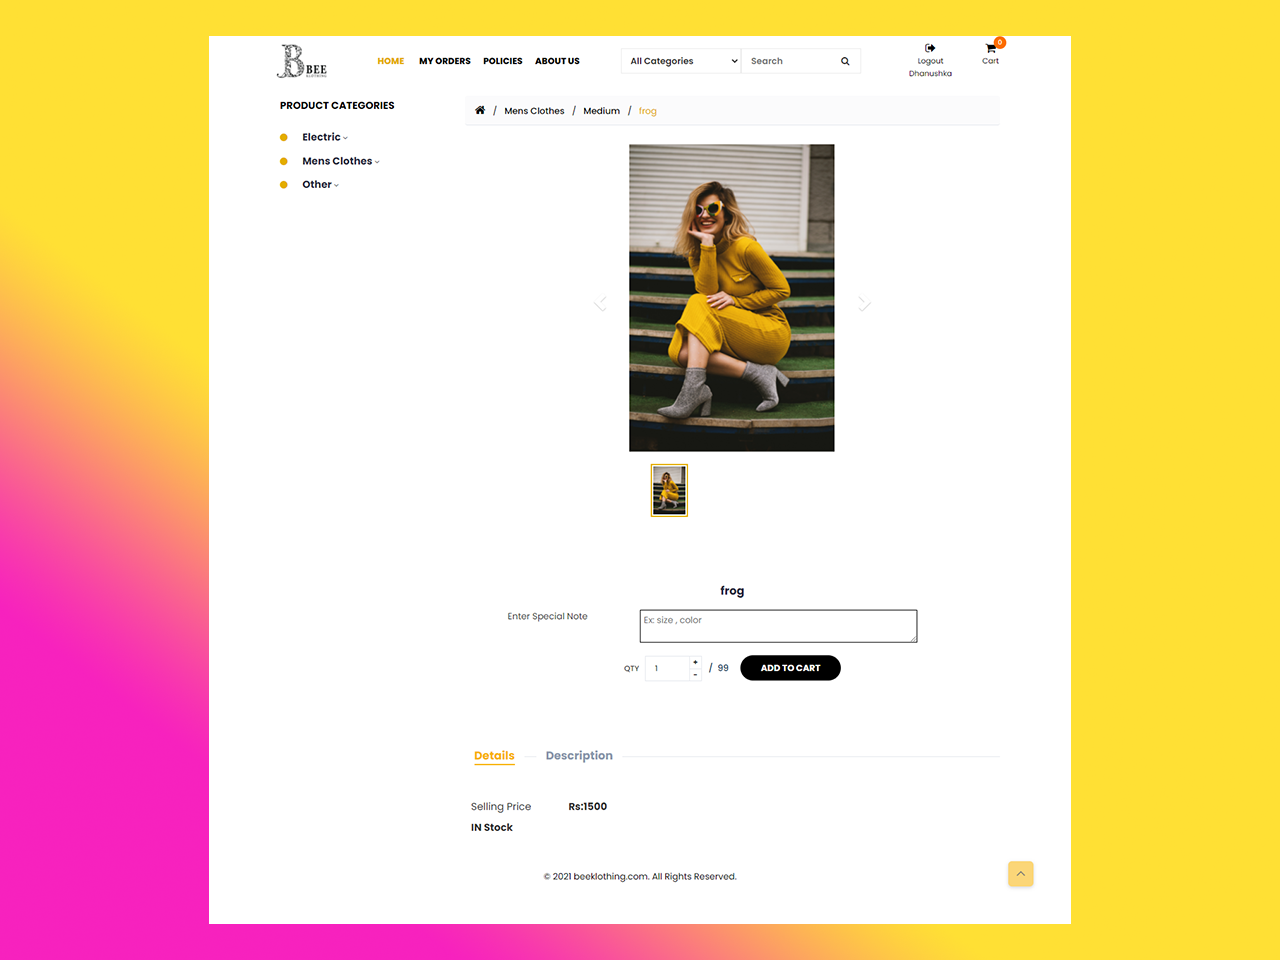 BEE
KLOTHING
HOME MY ORDERS POLICIES ABOUT US
All Categories
Search
Logout
Dhanushka
0
Cart
PRODUCT CATEGORIES
Electric
Mens Clothes
Other
/ Mens Clothes / Medium / frog
frog
Enter Special Note
Ex: size , color
QTY 1 + - / 99 ADD TO CART
Details Description
Selling Price Rs:1500
IN Stock
© 2021 beeklothing.com. All Rights Reserved.